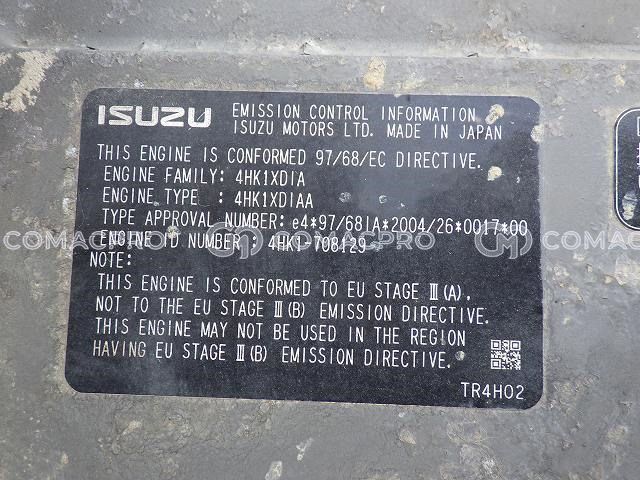 ISUZU EMISSION CONTROL INFORMATION
ISUZU MOTORS LTD. MADE IN JAPAN
THIS ENGINE IS CONFORMED 97/68/EC DIRECTIVE.
ENGINE FAMILY: 4HK1XDIA
ENGINE TYPE : 4HK1XDIAA
TYPE APPROVAL NUMBER: e4*97/68IA*2004/26*0017*00
ENGINE ID NUMBER : 4HK1-708129
NOTE:
THIS ENGINE IS CONFORMED TO EU STAGE Ⅲ(A).
NOT TO THE EU STAGE Ⅲ(B) EMISSION DIRECTIVE.
THIS ENGINE MAY NOT BE USED IN THE REGION
HAVING EU STAGE Ⅲ(B) EMISSION DIRECTIVE.
TR4H02
COMAC-PRO